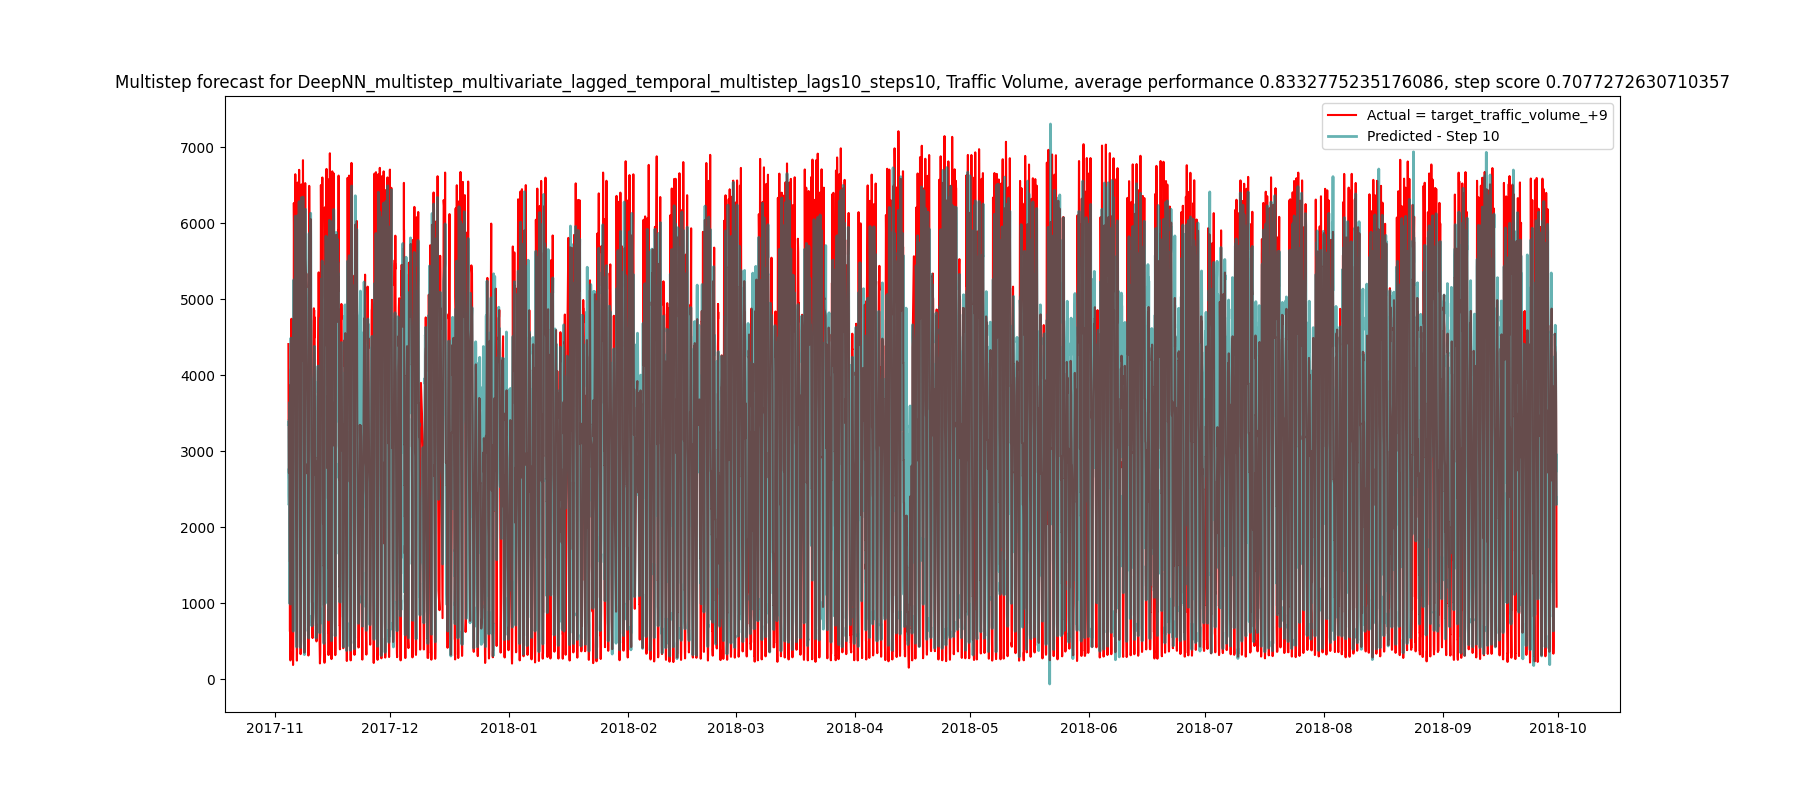 Multistep forecast for DeepNN_multistep_multivariate_lagged_temporal_multistep_lags10_steps10, Traffic Volume, average performance 0.8332775235176086, step score 0.7077272630710357
Actual = target_traffic_volume_+9
Predicted - Step 10
7000
6000
5000
4000
3000
2000
1000
0
2017-11 2017-12 2018-01 2018-02 2018-03 2018-04 2018-05 2018-06 2018-07 2018-08 2018-09 2018-10